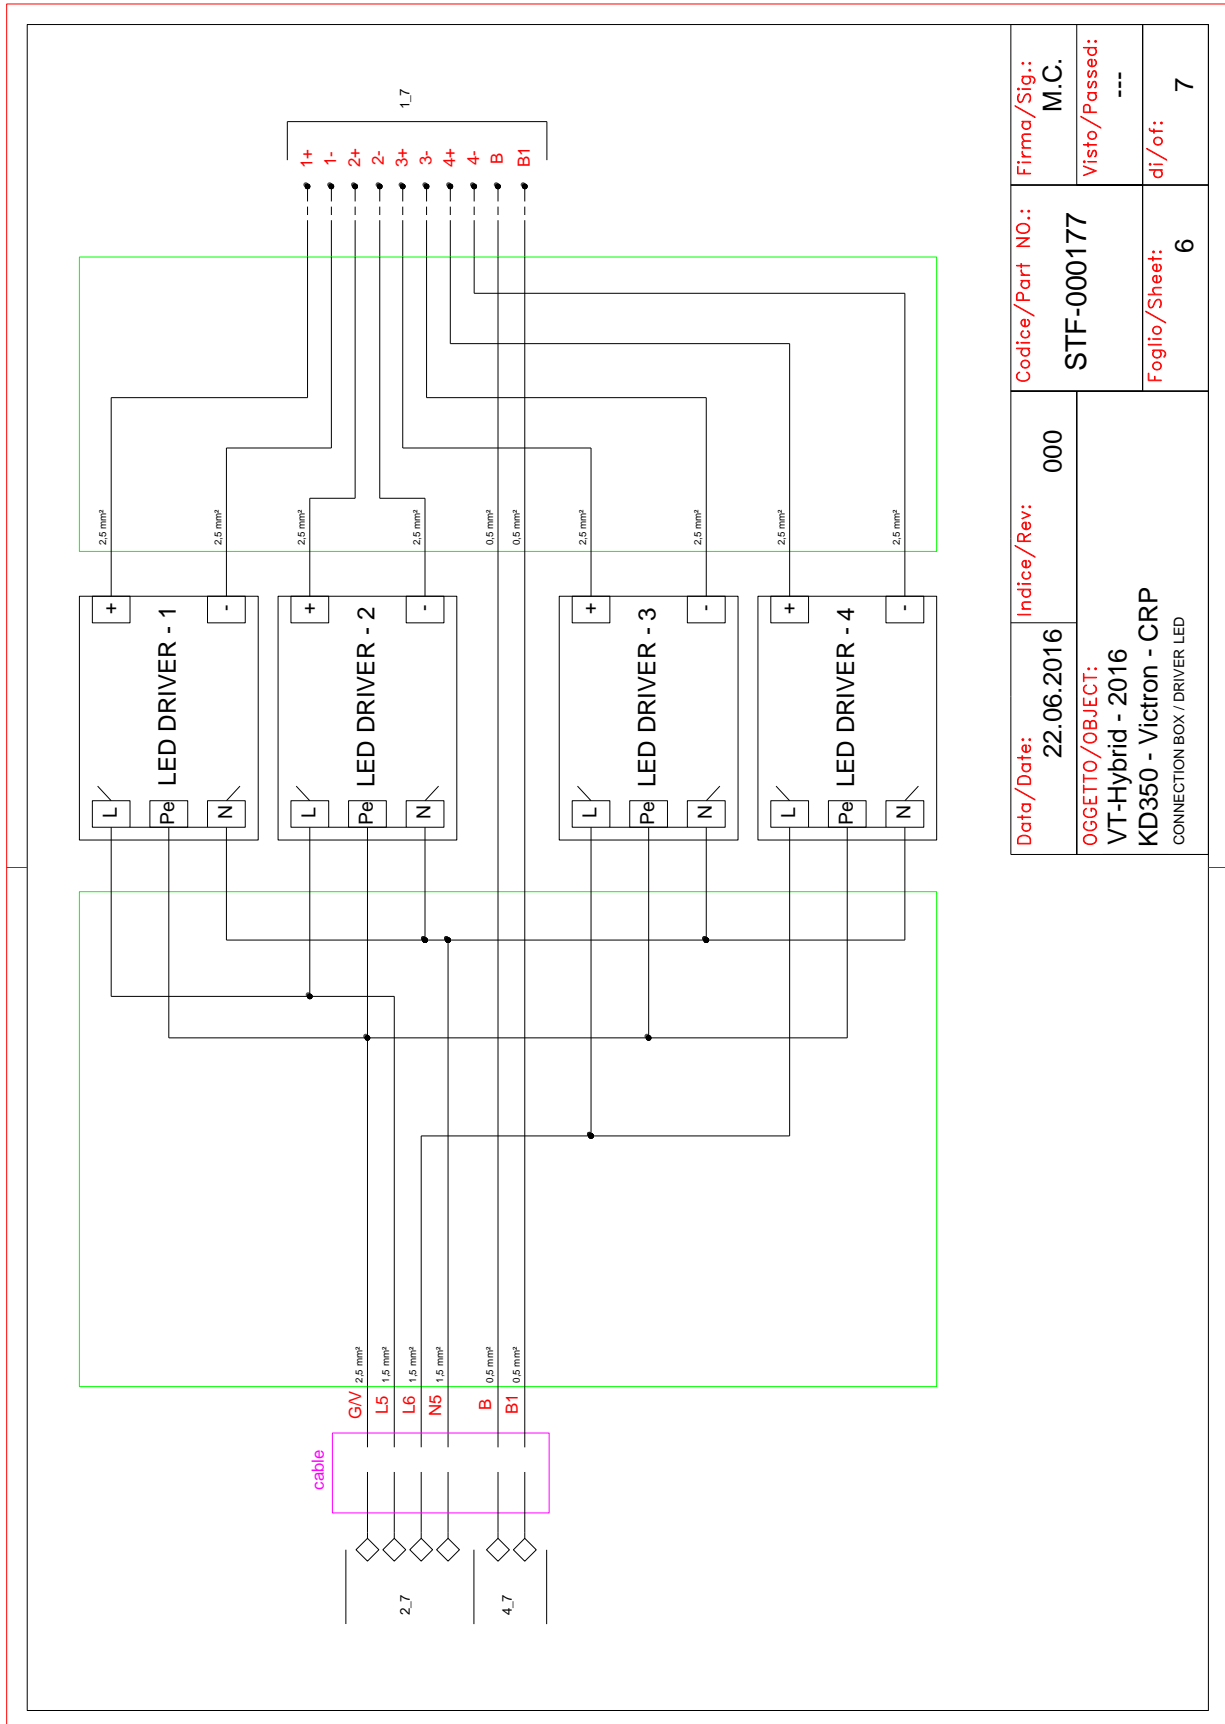 1_7
1+
1-
2+
2-
3+
3-
4+
4-
B
B1
2,5 mm²
2,5 mm²
2,5 mm²
2,5 mm²
0,5 mm²
0,5 mm²
2,5 mm²
2,5 mm²
2,5 mm²
2,5 mm²
+
LED DRIVER - 1
-
L
Pe
N
+
LED DRIVER - 2
-
L
Pe
N
+
LED DRIVER - 3
-
L
Pe
N
+
LED DRIVER - 4
-
L
Pe
N
G/V 2,5 mm²
L5 1,5 mm²
L6 1,5 mm²
N5 1,5 mm²
B 0,5 mm²
B1 0,5 mm²
cable
2_7
4_7
Data/Date:
22.06.2016
Indice/Rev:
000
Codice/Part NO.:
STF-000177
Firma/Sig.:
M.C.
Visto/Passed:
---
OGGETTO/OBJECT:
VT-Hybrid - 2016
KD350 - Victron - CRP
CONNECTION BOX / DRIVER LED
Foglio/Sheet:
6
di/of:
7